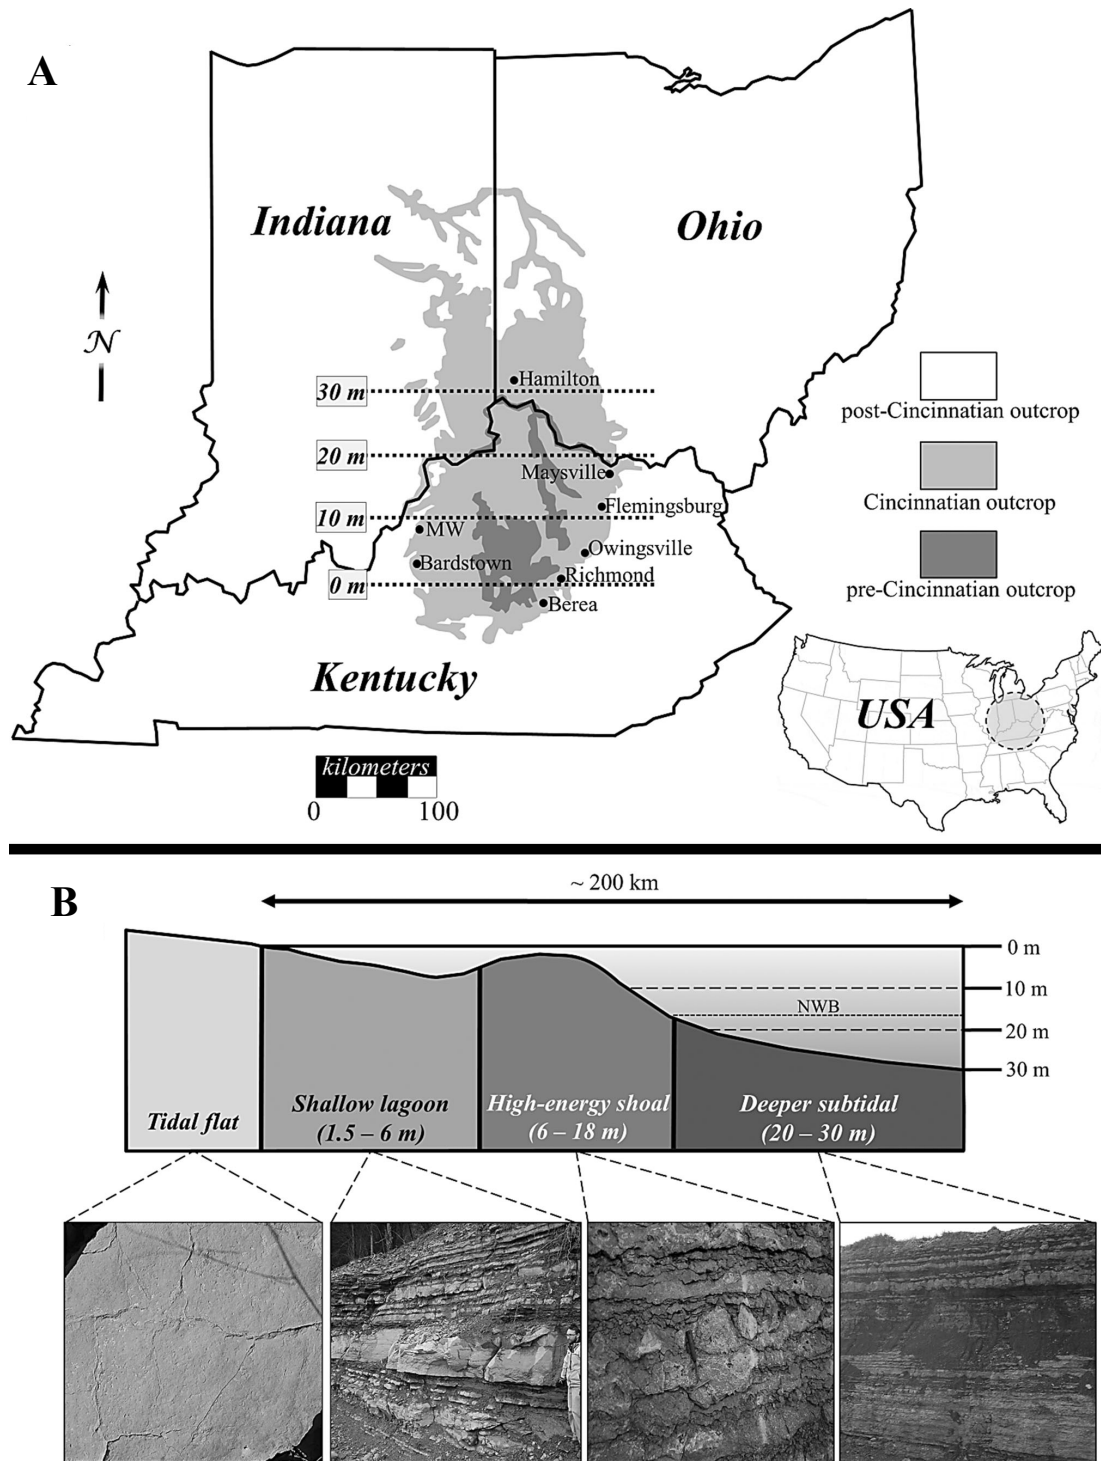 A
Indiana
Ohio
N
30 m
Hamilton
20 m
Maysville
10 m
Flemingsburg
MW
Owingsville
Bardstown
Richmond
0 m
Berea
Kentucky
post-Cincinnatian outcrop
Cincinnatian outcrop
pre-Cincinnatian outcrop
USA
kilometers
0 100
B
~ 200 km
0 m
10 m
NWB
20 m
30 m
Tidal flat
Shallow lagoon
(1.5 – 6 m)
High-energy shoal
(6 – 18 m)
Deeper subtidal
(20 – 30 m)